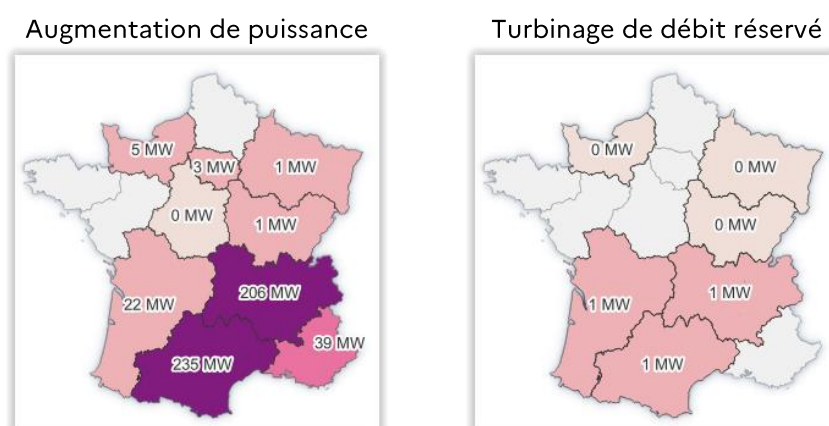 Augmentation de puissance
5 MW
3 MW
1 MW
0 MW
1 MW
206 MW
22 MW
39 MW
235 MW
Turbinage de débit réservé
0 MW
0 MW
0 MW
1 MW
1 MW
1 MW